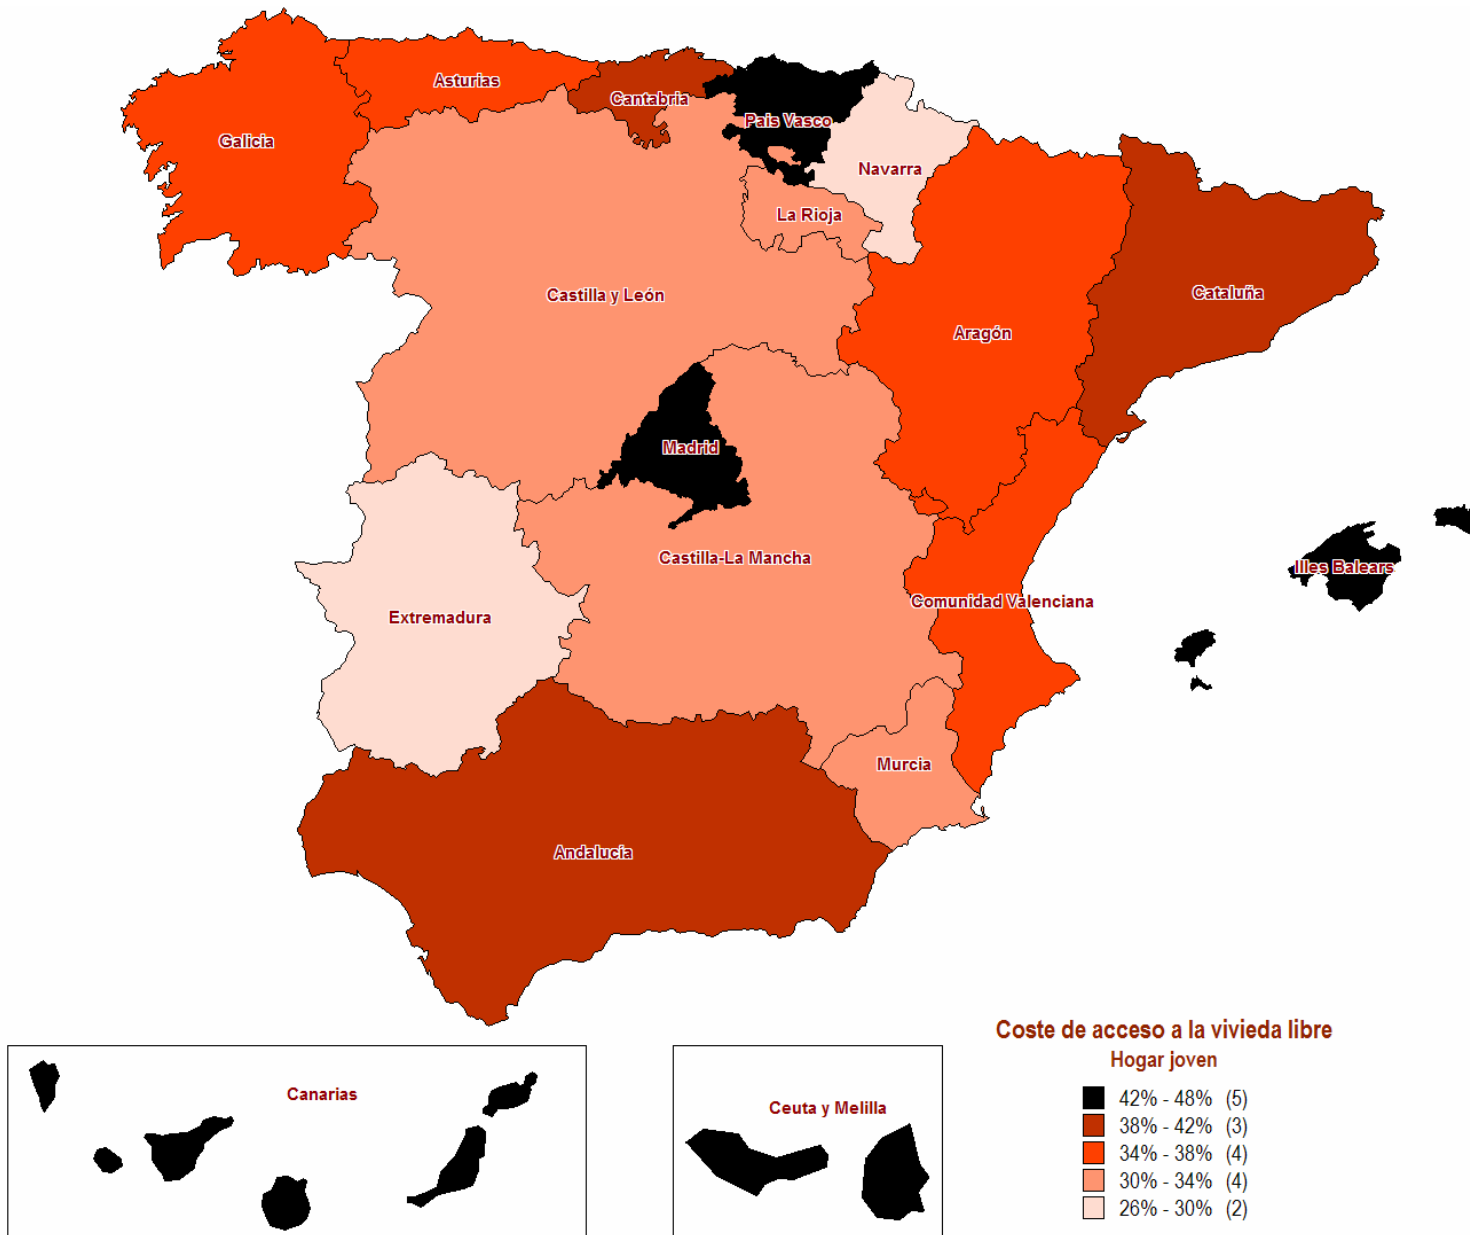 Asturias
Cantabria
Pais Vasco
Galicia
Navarra
La Rioja
Castilla y León
Cataluña
Aragón
Madrid
Castilla-La Mancha
Illes Balears
Comunidad Valenciana
Extremadura
Murcia
Andalucía
Coste de acceso a la vivieda libre
Hogar joven
42% - 48% (5)
38% - 42% (3)
34% - 38% (4)
30% - 34% (4)
26% - 30% (2)
Canarias
Ceuta y Melilla